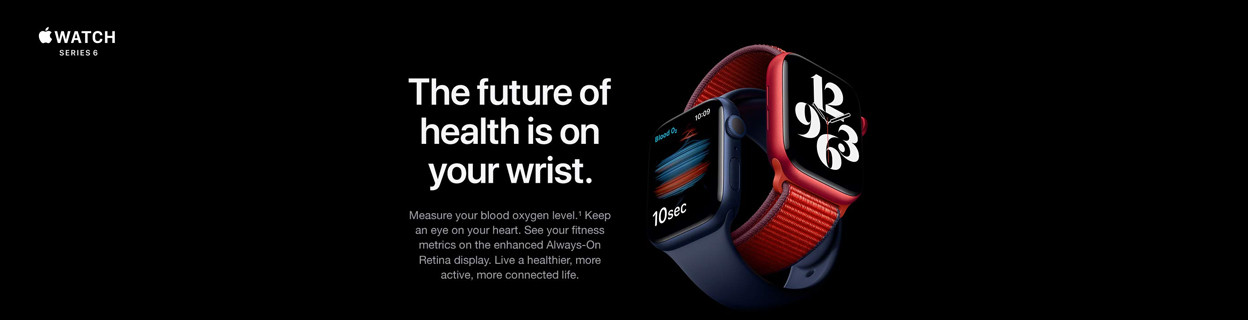 WATCH
SERIES 6
The future of
health is on
your wrist.
Measure your blood oxygen level.¹ Keep
an eye on your heart. See your fitness
metrics on the enhanced Always-On
Retina display. Live a healthier, more
active, more connected life.
10:09
Blood O₂
10sec
12
9
3
6